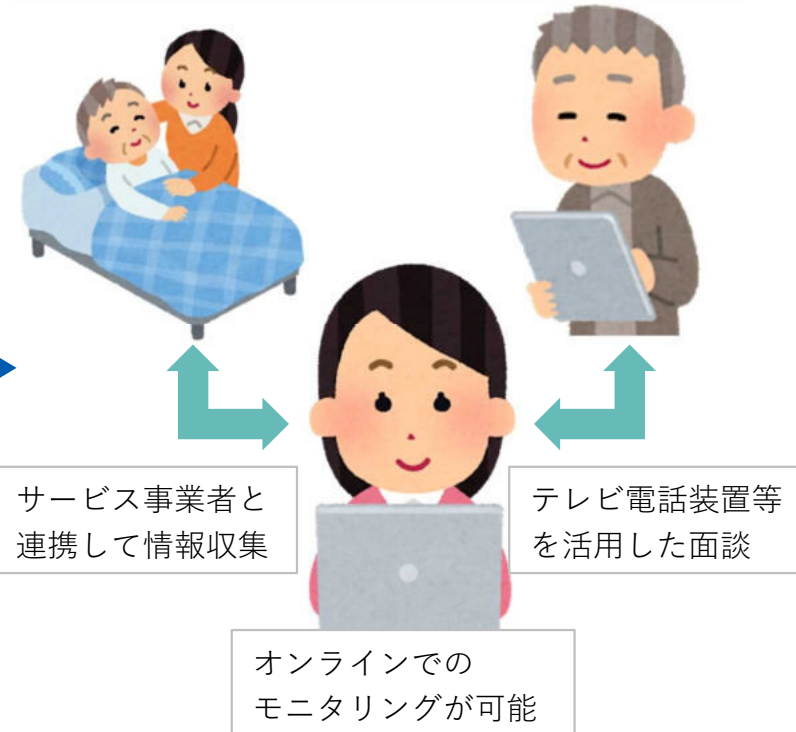 サービス事業者と
連携して情報収集
テレビ電話装置等
を活用した面談
オンラインでの
モニタリングが可能